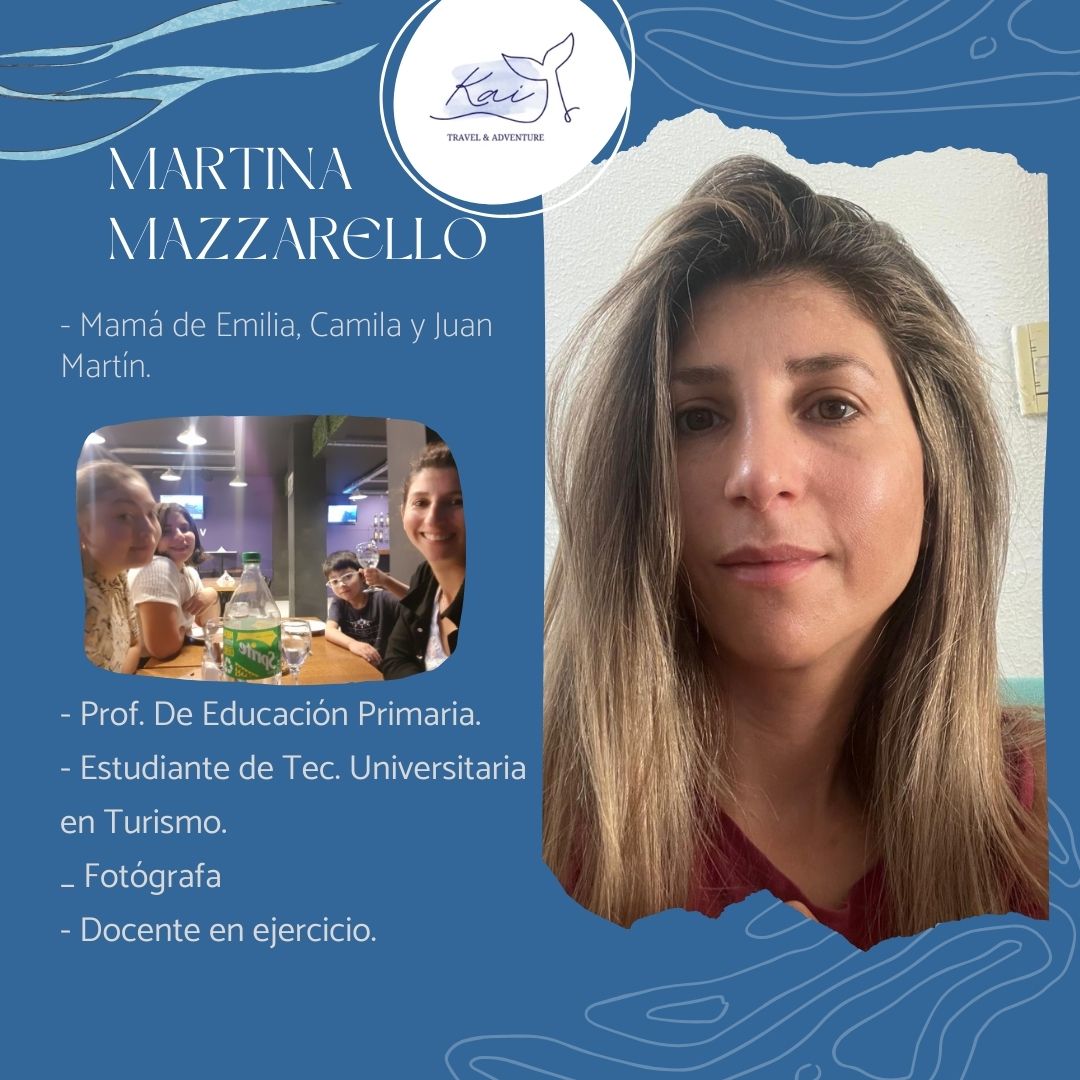 Kai
TRAVEL & ADVENTURE
MARTINA
MAZZARELLO
- Mamá de Emilia, Camila y Juan
Martín.
Sprite
- Prof. De Educación Primaria.
- Estudiante de Tec. Universitaria
en Turismo.
_ Fotógrafa
- Docente en ejercicio.